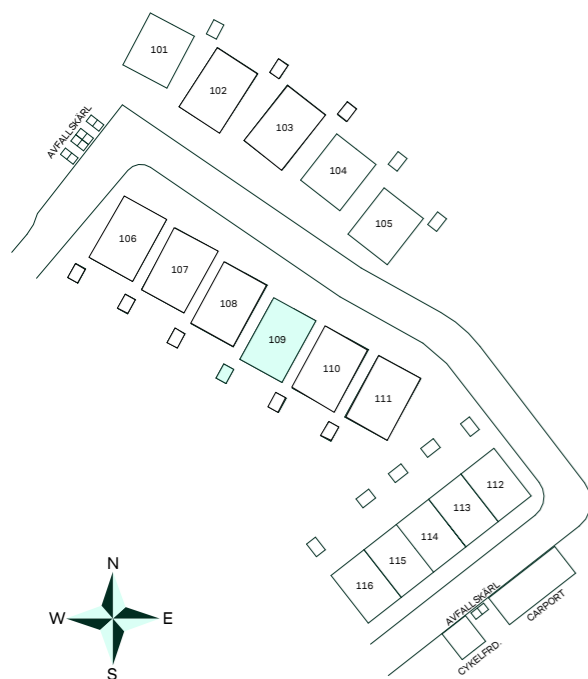 101
102
103
104
105
AVFALLSKÄRL
106
107
108
109
110
111
112
113
114
115
116
AVFALLSKÄRL
CARPORT
CYKELFRD.
N
W
E
S